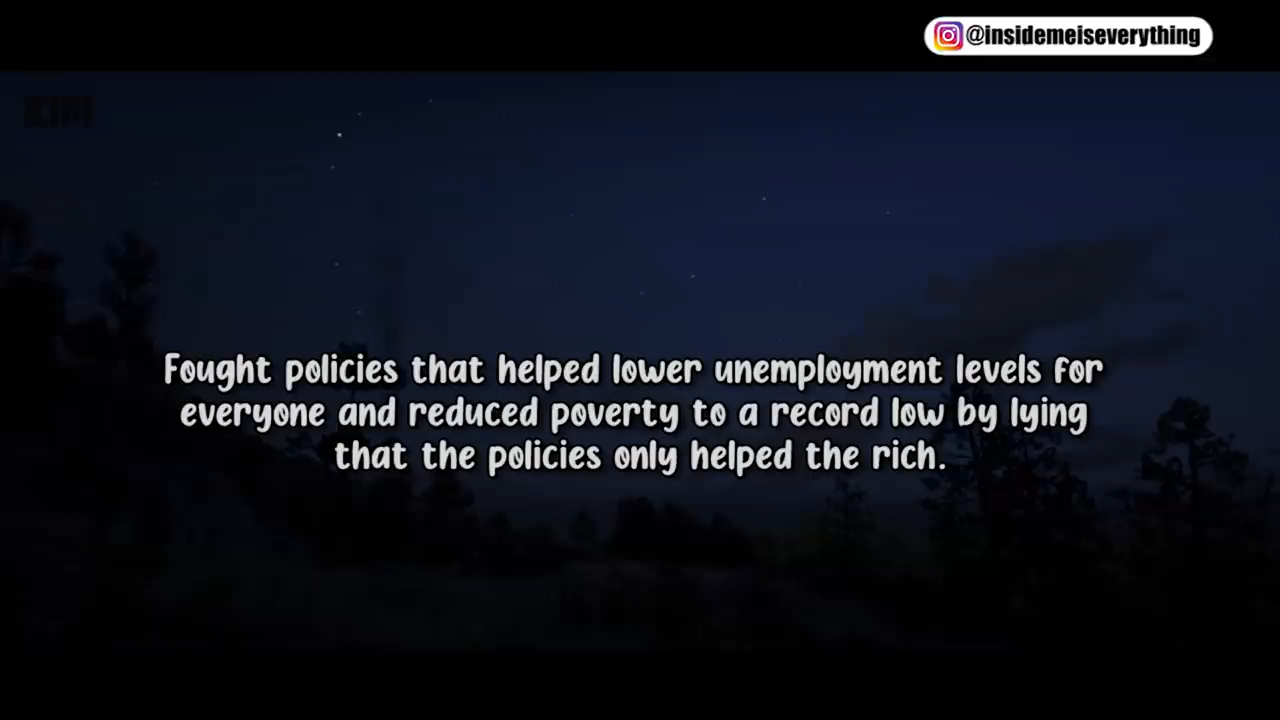 @insidemeiseverything
Fought policies that helped lower unemployment levels for
everyone and reduced poverty to a record low by lying
that the policies only helped the rich.